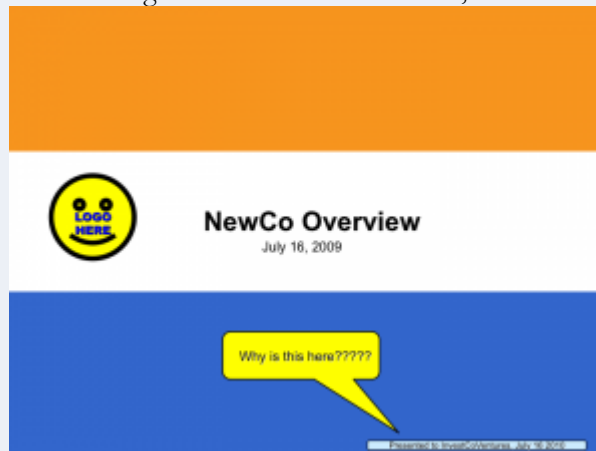 LOGO
HERE
NewCo Overview
July 16, 2009
Why is this here?????
Presented to InvestCoVentures, July 16 2010